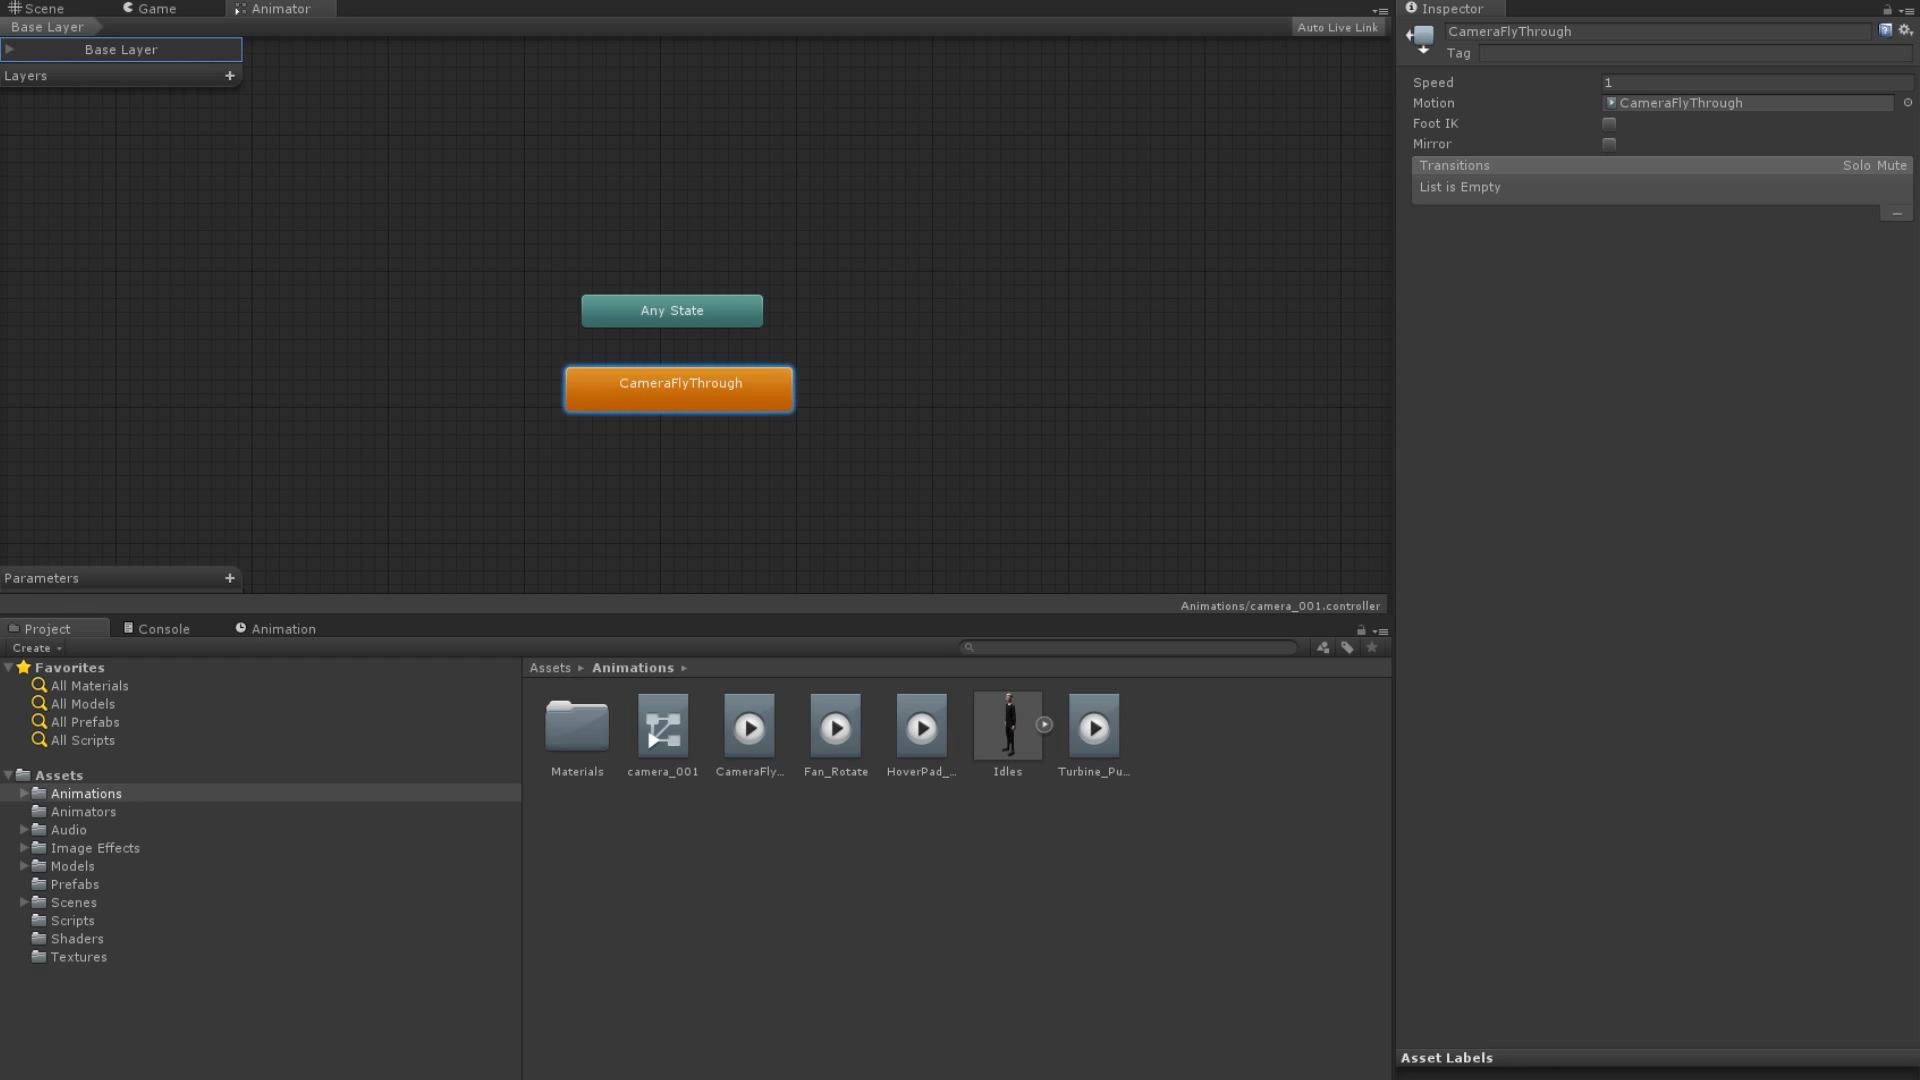 Scene
Game
Animator
Base Layer
Auto Live Link
Base Layer
Layers +
Any State
CameraFlyThrough
Parameters +
Animations/camera_001.controller
Inspector
CameraFlyThrough
Tag
Speed 1
Motion CameraFlyThrough
Foot IK
Mirror
Transitions Solo Mute
List is Empty
Project
Console
Animation
Create
Favorites
All Materials
All Models
All Prefabs
All Scripts
Assets
Animations
Animators
Audio
Image Effects
Models
Prefabs
Scenes
Scripts
Shaders
Textures
Assets ▸ Animations ▸
Materials
camera_001
CameraFly...
Fan_Rotate
HoverPad_...
Idles
Turbine_Pu...
Asset Labels